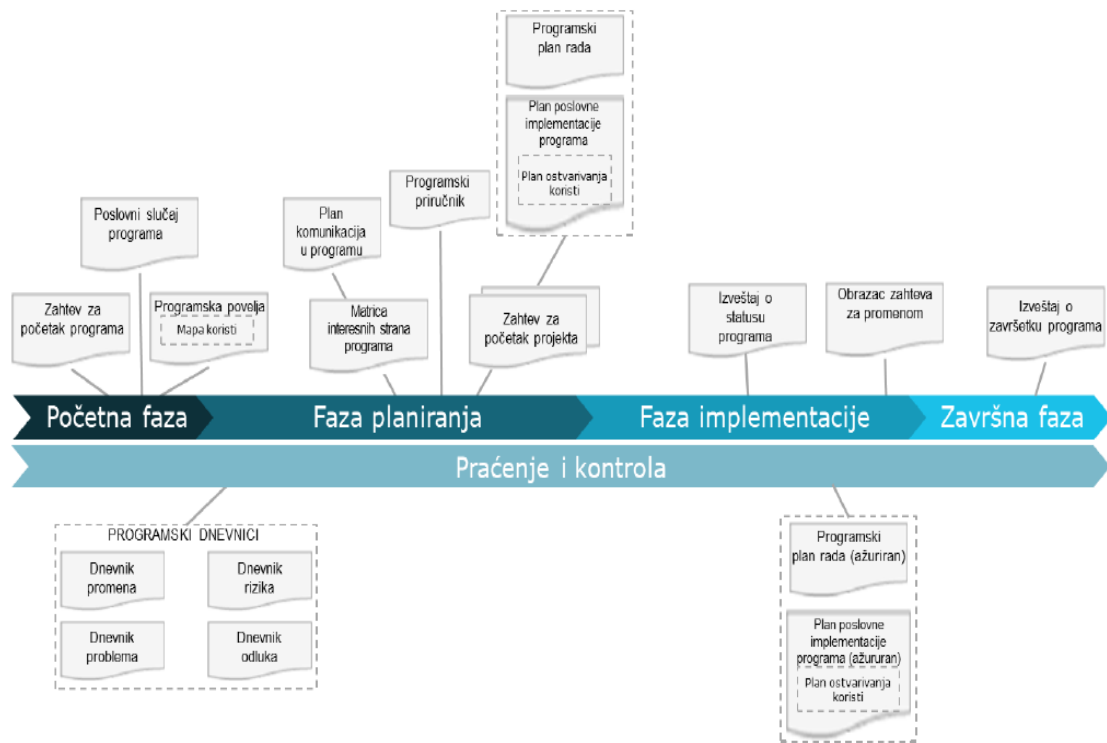 Programski
plan rada
Plan poslovne
implementacije
programa
Plan ostvarivanja
koristi
Programski
priručnik
Poslovni slučaj
programa
Plan
komunikacija
u programu
Zahtev za
početak programa
Programska povelja
Mapa koristi
Matrica
interesnih strana
programa
Zahtev za
početak projekta
Izveštaj o
statusu
programa
Obrazac zahteva
za promenom
Izveštaj o
završetku programa
Početna faza
Faza planiranja
Faza implementacije
Završna faza
Praćenje i kontrola
PROGRAMSKI DNEVNICI
Dnevnik
promena
Dnevnik
rizika
Dnevnik
problema
Dnevnik
odluka
Programski
plan rada (ažuriran)
Plan poslovne
implementacije
programa (ažururan)
Plan ostvarivanja
koristi